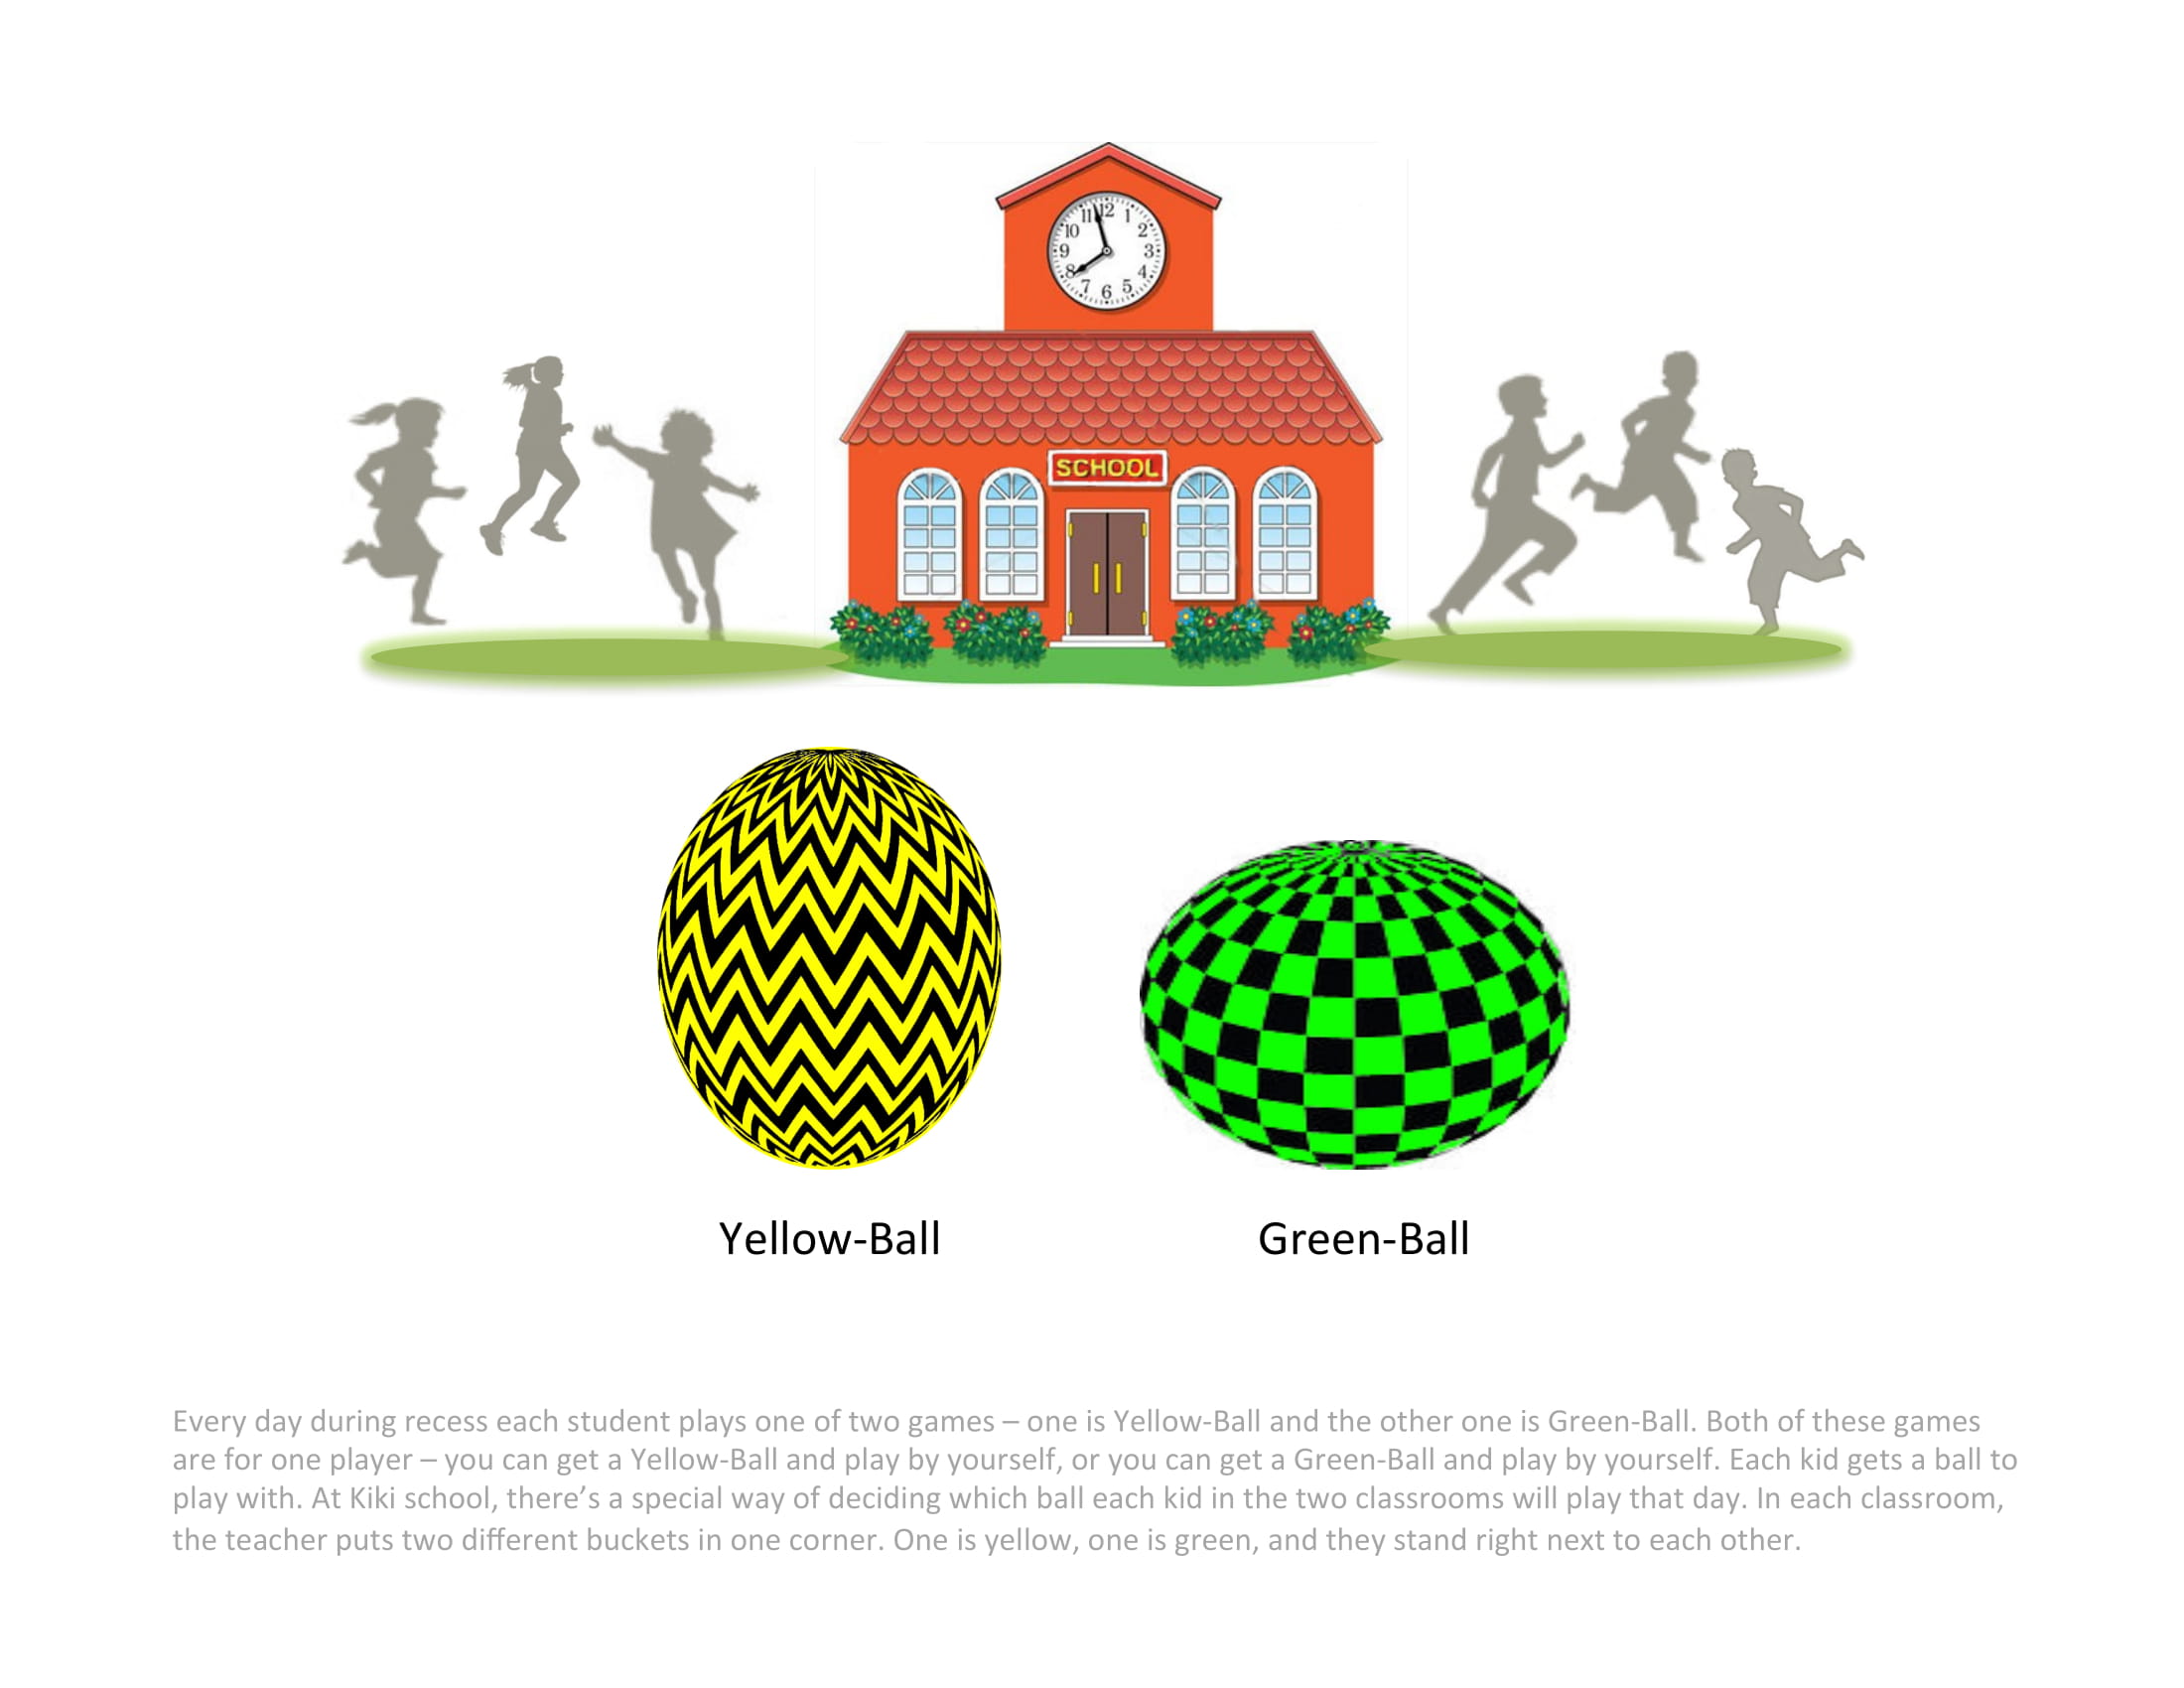 11 12 1
10 2
9 3
8 4
7 6 5
SCHOOL
Yellow-Ball Green-Ball
Every day during recess each student plays one of two games – one is Yellow-Ball and the other one is Green-Ball. Both of these games
are for one player – you can get a Yellow-Ball and play by yourself, or you can get a Green-Ball and play by yourself. Each kid gets a ball to
play with. At Kiki school, there’s a special way of deciding which ball each kid in the two classrooms will play that day. In each classroom,
the teacher puts two different buckets in one corner. One is yellow, one is green, and they stand right next to each other.